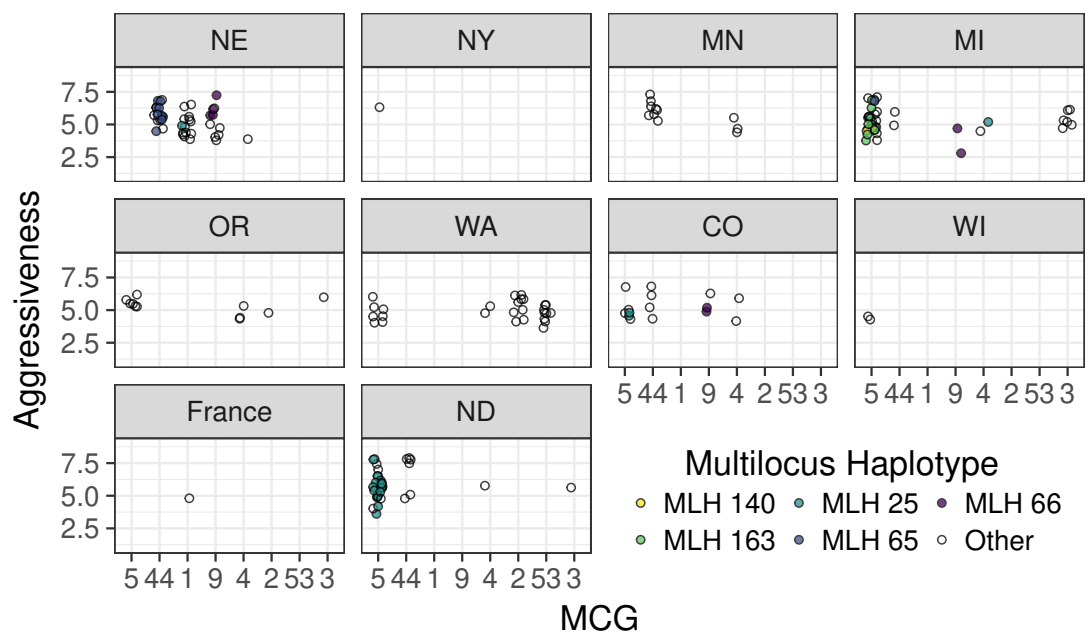 NE NY MN MI
7.5
5.0
2.5
OR WA CO WI
7.5
5.0
2.5
5 44 1 9 4 2 53 3 5 44 1 9 4 2 53 3
France ND
7.5
5.0
2.5
5 44 1 9 4 2 53 3 5 44 1 9 4 2 53 3
Aggressiveness
MCG
Multilocus Haplotype
MLH 140 MLH 25 MLH 66
MLH 163 MLH 65 Other